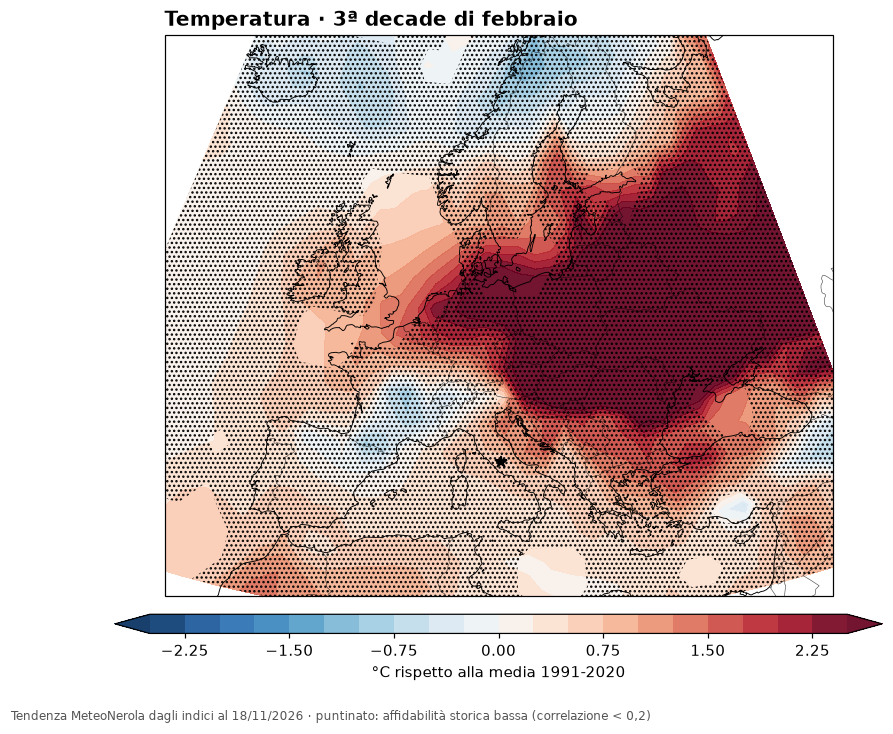 Temperatura · 3ª decade di febbraio
−2.25 −1.50 −0.75 0.00 0.75 1.50 2.25
°C rispetto alla media 1991-2020
Tendenza MeteoNerola dagli indici al 18/11/2026 · puntinato: affidabilità storica bassa (correlazione < 0,2)